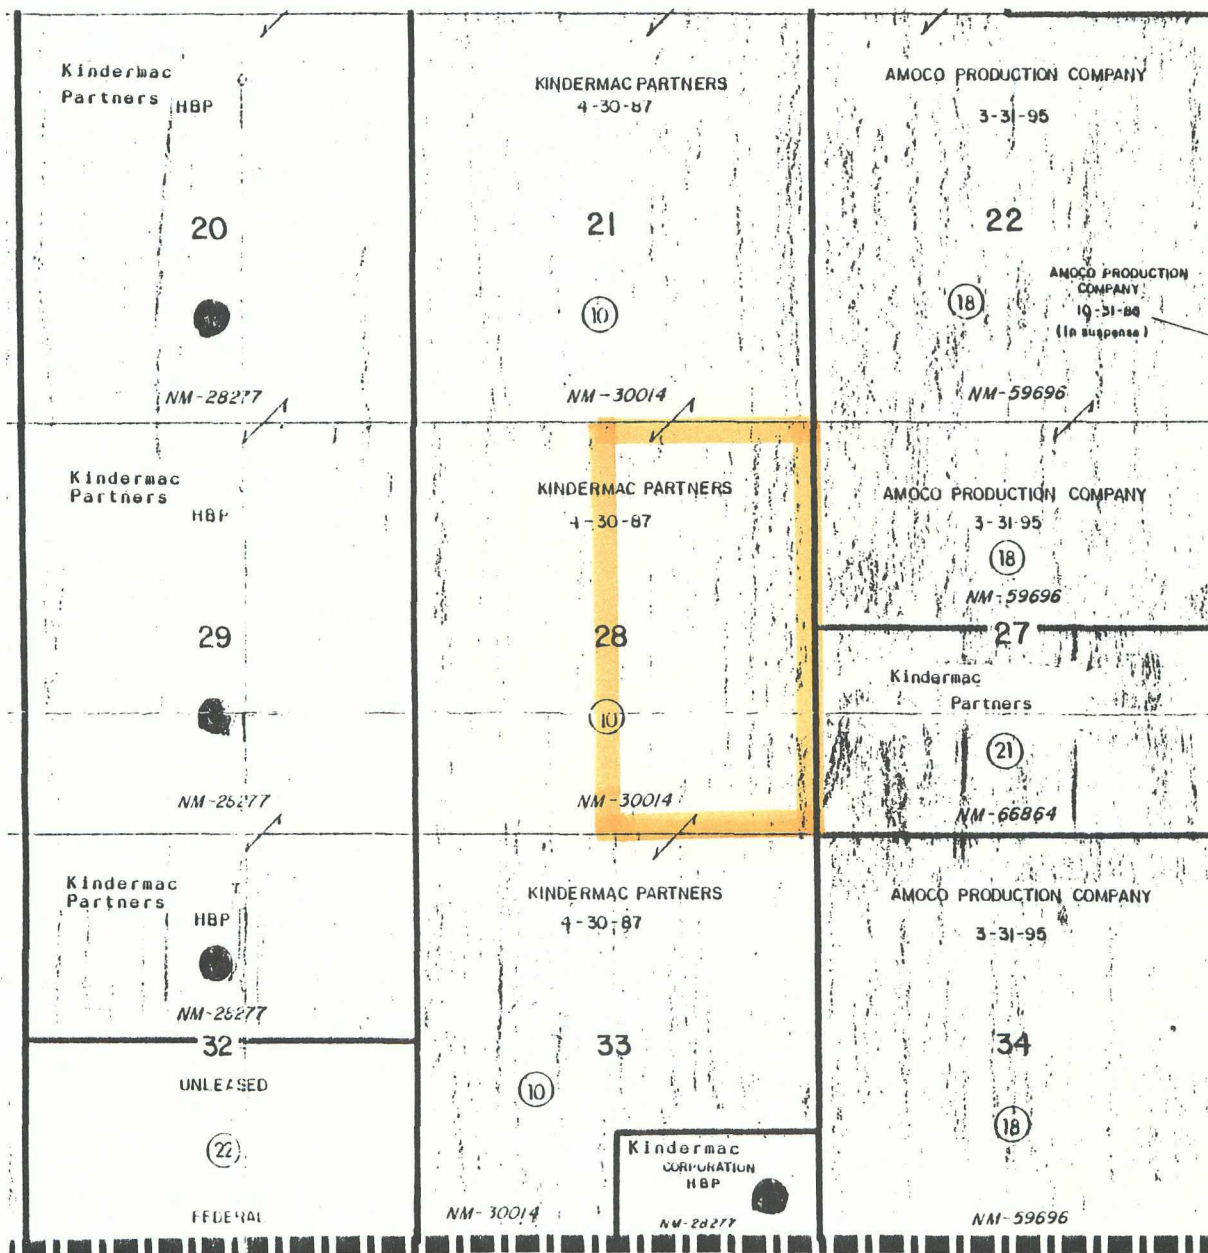 Kindermac
Partners
HBP
20
NM-28277
KINDERMAC PARTNERS
4-30-87
21
10
NM-30014
AMOCO PRODUCTION COMPANY
3-31-95
22
18
AMOCO PRODUCTION
COMPANY
10-31-86
(In suspense)
NM-59696
Kindermac
Partners
HBP
29
NM-28277
KINDERMAC PARTNERS
4-30-87
28
10
NM-30014
AMOCO PRODUCTION COMPANY
3-31-95
18
NM-59696
27
Kindermac
Partners
21
NM-66864
Kindermac
Partners
HBP
NM-28277
32
UNLEASED
22
FEDERAL
KINDERMAC PARTNERS
4-30-87
33
10
NM-30014
Kindermac
CORPORATION
HBP
NM-28277
AMOCO PRODUCTION COMPANY
3-31-95
34
18
NM-59696